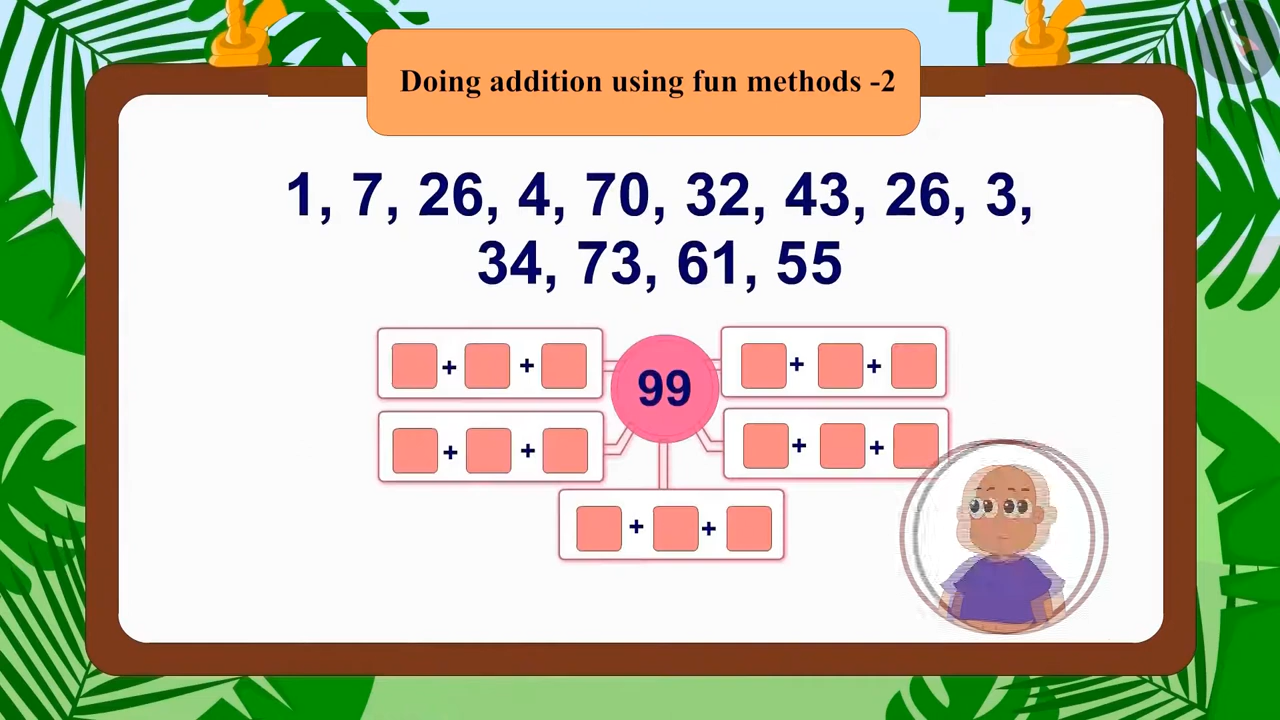 Doing addition using fun methods -2
1, 7, 26, 4, 70, 32, 43, 26, 3,
34, 73, 61, 55
+ + + +
99
+ + + +
+ +